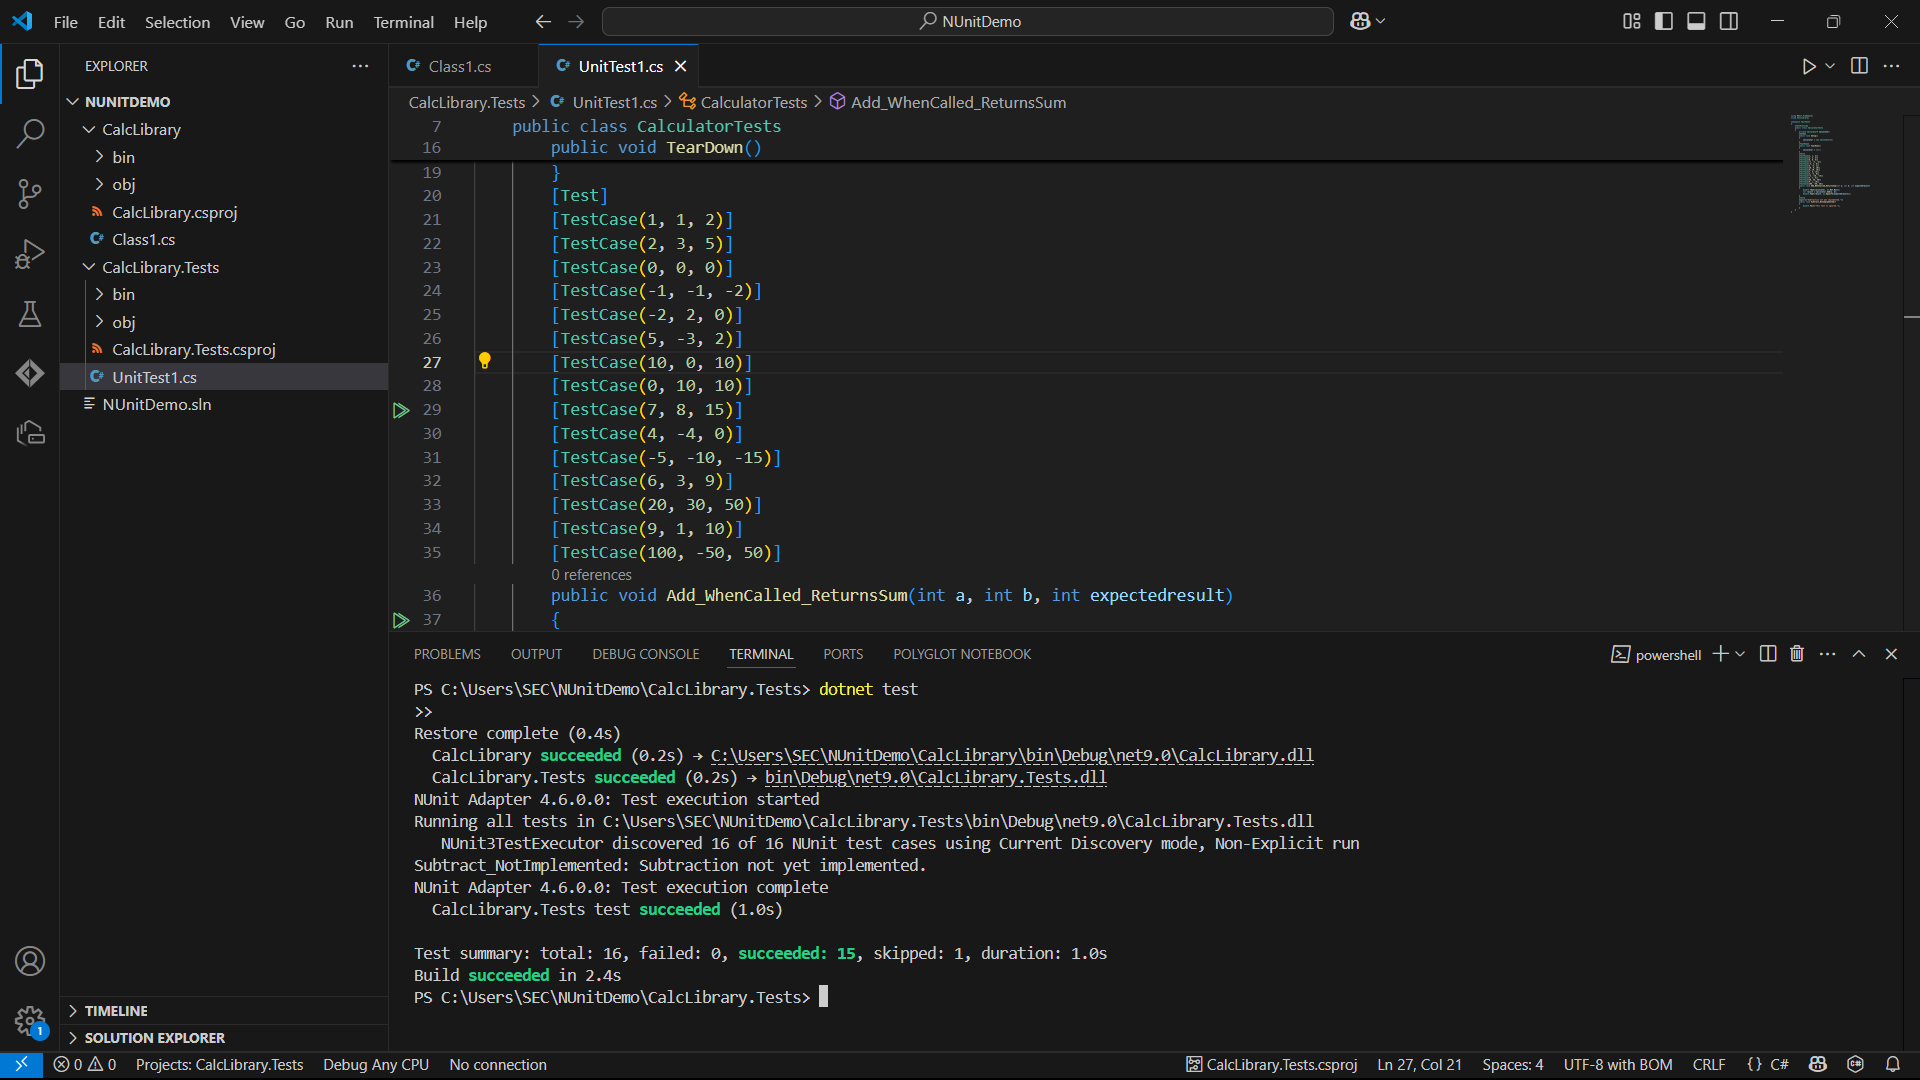 File Edit Selection View Go Run Terminal Help
NUnitDemo
EXPLORER
NUNITDEMO
CalcLibrary
bin
obj
CalcLibrary.csproj
Class1.cs
CalcLibrary.Tests
bin
obj
CalcLibrary.Tests.csproj
UnitTest1.cs
NUnitDemo.sln
TIMELINE
SOLUTION EXPLORER
1
Class1.cs UnitTest1.cs
CalcLibrary.Tests > UnitTest1.cs > CalculatorTests > Add_WhenCalled_ReturnsSum
7 public class CalculatorTests
16 public void TearDown()
19 }
20 [Test]
21 [TestCase(1, 1, 2)]
22 [TestCase(2, 3, 5)]
23 [TestCase(0, 0, 0)]
24 [TestCase(-1, -1, -2)]
25 [TestCase(-2, 2, 0)]
26 [TestCase(5, -3, 2)]
27 [TestCase(10, 0, 10)]
28 [TestCase(0, 10, 10)]
29 [TestCase(7, 8, 15)]
30 [TestCase(4, -4, 0)]
31 [TestCase(-5, -10, -15)]
32 [TestCase(6, 3, 9)]
33 [TestCase(20, 30, 50)]
34 [TestCase(9, 1, 10)]
35 [TestCase(100, -50, 50)]
0 references
36 public void Add_WhenCalled_ReturnsSum(int a, int b, int expectedresult)
37 {
PROBLEMS OUTPUT DEBUG CONSOLE TERMINAL PORTS POLYGLOT NOTEBOOK powershell
PS C:\Users\SEC\NUnitDemo\CalcLibrary.Tests> dotnet test
>>
Restore complete (0.4s)
CalcLibrary succeeded (0.2s) → C:\Users\SEC\NUnitDemo\CalcLibrary\bin\Debug\net9.0\CalcLibrary.dll
CalcLibrary.Tests succeeded (0.2s) → bin\Debug\net9.0\CalcLibrary.Tests.dll
NUnit Adapter 4.6.0.0: Test execution started
Running all tests in C:\Users\SEC\NUnitDemo\CalcLibrary.Tests\bin\Debug\net9.0\CalcLibrary.Tests.dll
NUnit3TestExecutor discovered 16 of 16 NUnit test cases using Current Discovery mode, Non-Explicit run
Subtract_NotImplemented: Subtraction not yet implemented.
NUnit Adapter 4.6.0.0: Test execution complete
CalcLibrary.Tests test succeeded (1.0s)
Test summary: total: 16, failed: 0, succeeded: 15, skipped: 1, duration: 1.0s
Build succeeded in 2.4s
PS C:\Users\SEC\NUnitDemo\CalcLibrary.Tests>
0 0 Projects: CalcLibrary.Tests Debug Any CPU No connection CalcLibrary.Tests.csproj Ln 27, Col 21 Spaces: 4 UTF-8 with BOM CRLF {} C#